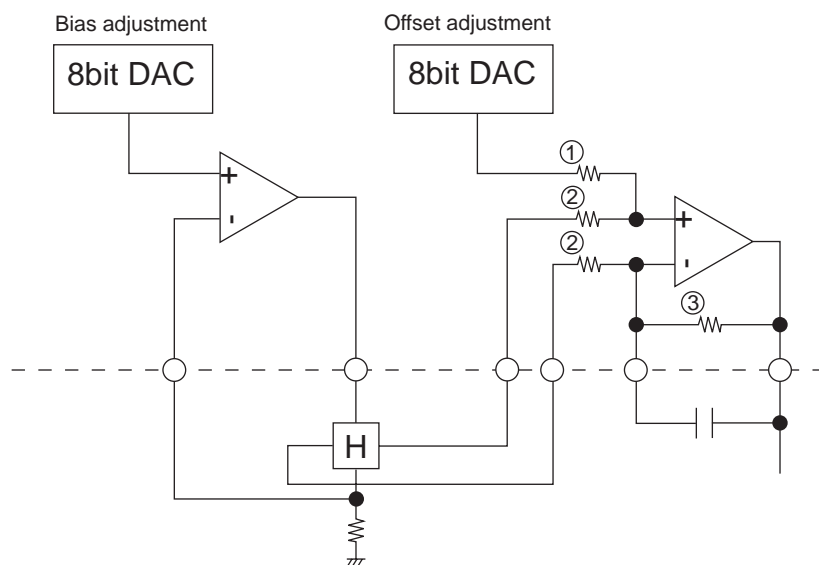 Bias adjustment
Offset adjustment
8bit DAC
8bit DAC
①
+
②
+
-
②
-
③
H